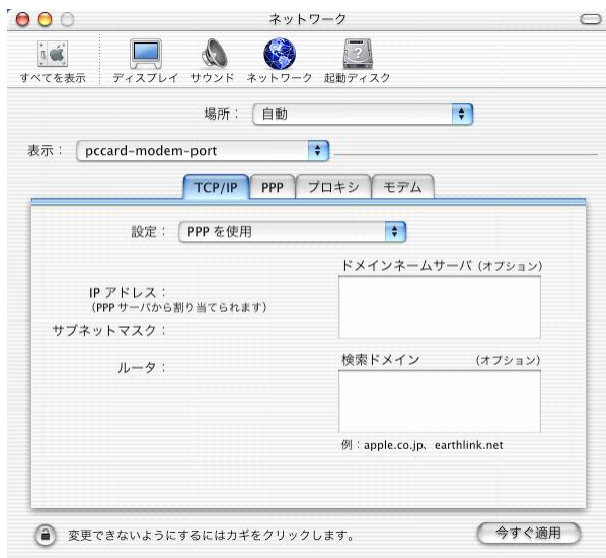 ネットワーク
すべてを表示 ディスプレイ サウンド ネットワーク 起動ディスク
場所： 自動
表示： pccard-modem-port
TCP/IP PPP プロキシ モデム
設定： PPP を使用
ドメインネームサーバ (オプション)
IP アドレス：
(PPP サーバから割り当てられます)
サブネットマスク：
ルータ：
検索ドメイン (オプション)
例：apple.co.jp、earthlink.net
変更できないようにするにはカギをクリックします。
今すぐ適用